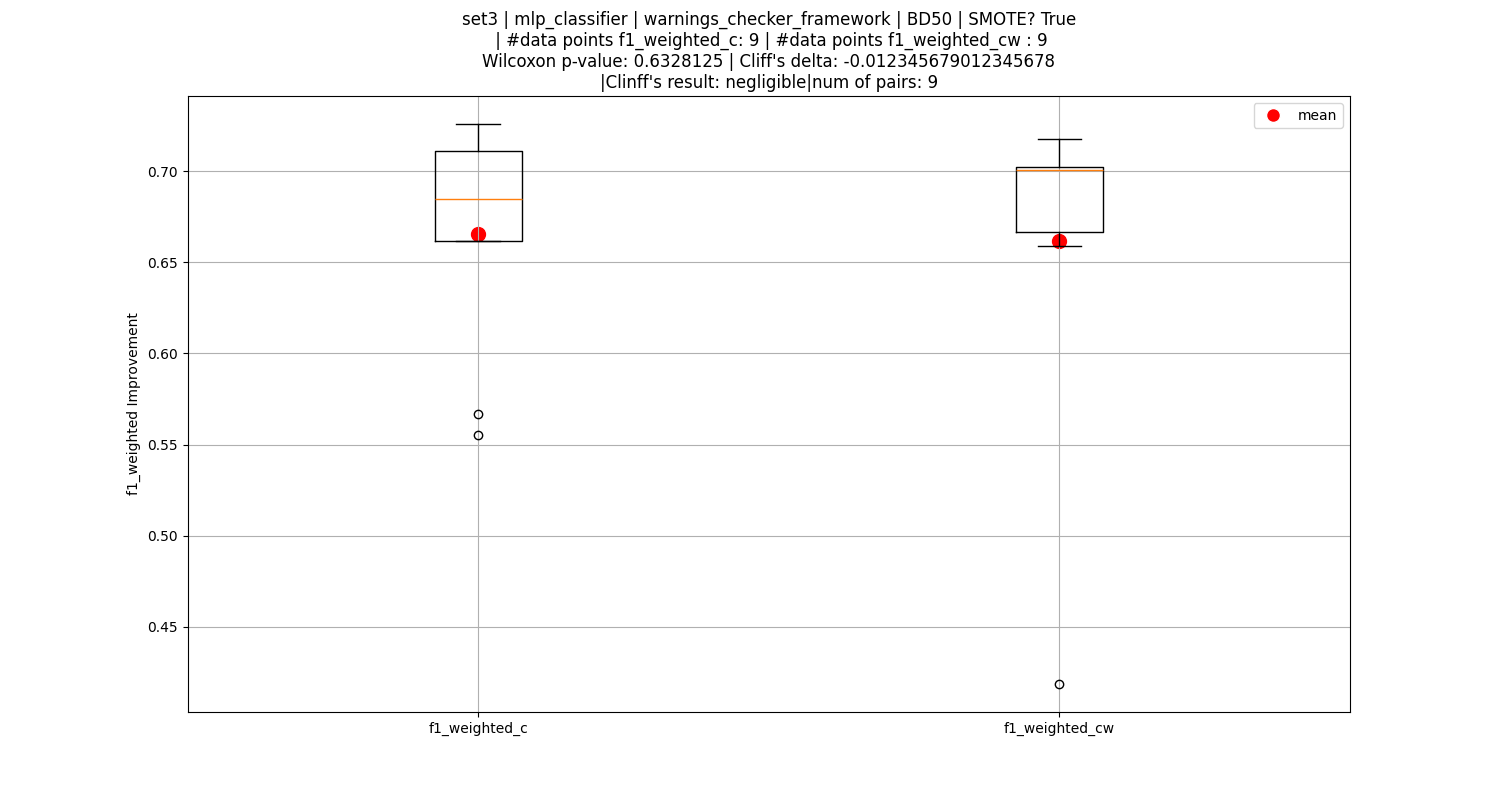 set3 | mlp_classifier | warnings_checker_framework | BD50 | SMOTE? True
| #data points f1_weighted_c: 9 | #data points f1_weighted_cw : 9
Wilcoxon p-value: 0.6328125 | Cliff's delta: -0.012345679012345678
|Clinff's result: negligible|num of pairs: 9
mean
0.70
0.65
0.60
0.55
0.50
0.45
f1_weighted Improvement
f1_weighted_c
f1_weighted_cw